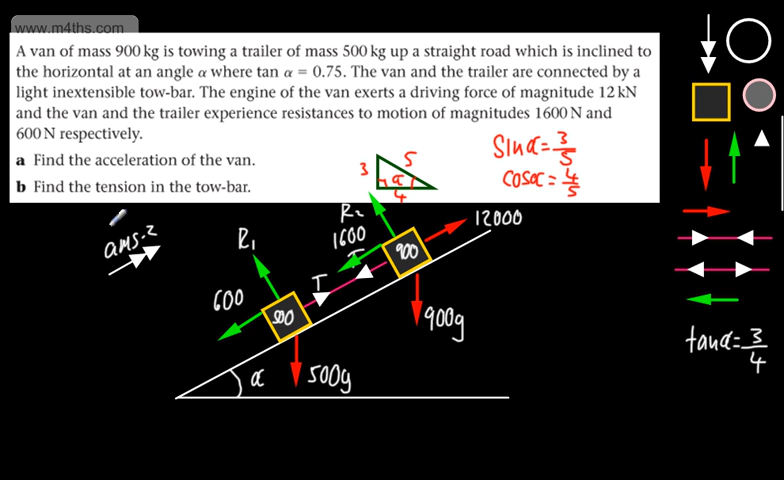 www.m4ths.com
A van of mass 900 kg is towing a trailer of mass 500 kg up a straight road which is inclined to
the horizontal at an angle α where tan α = 0.75. The van and the trailer are connected by a
light inextensible tow-bar. The engine of the van exerts a driving force of magnitude 12 kN
and the van and the trailer experience resistances to motion of magnitudes 1600 N and
600 N respectively.
a Find the acceleration of the van.
b Find the tension in the tow-bar.
3
5
α
4
Sinα = 3/5
Cosα = 4/5
ams-2
R1
R2
1600
12000
T
T
900
600
500
900g
α
500g
tanα = 3/4